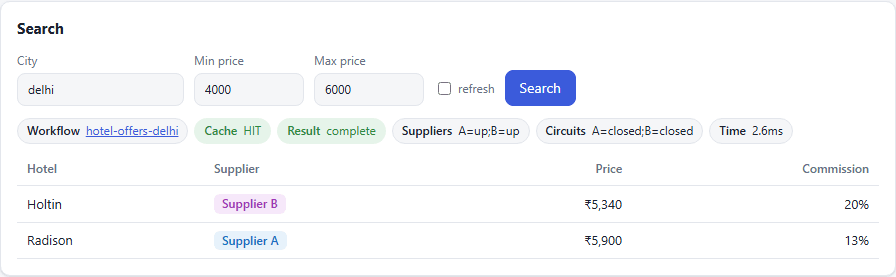 Search
City Min price Max price
delhi 4000 6000 refresh Search
Workflow hotel-offers-delhi Cache HIT Result complete Suppliers A=up;B=up Circuits A=closed;B=closed Time 2.6ms
Hotel Supplier Price Commission
Holtin Supplier B ₹5,340 20%
Radison Supplier A ₹5,900 13%